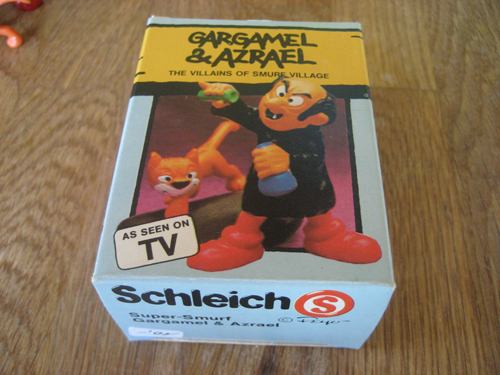 GARGAMEL
& AZRAEL
THE VILLAINS OF SMURF VILLAGE
AS SEEN ON
TV
Schleich S
Super-Smurf
Gargamel & Azrael
© Peyo